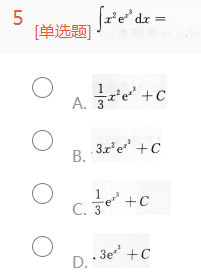 5 [单选题] ∫x²e^{x³} dx =
A. 1/3 x²e^{x³} + C
B. 3x²e^{x³} + C
C. 1/3 e^{x³} + C
D. . 3e^{x³} + C